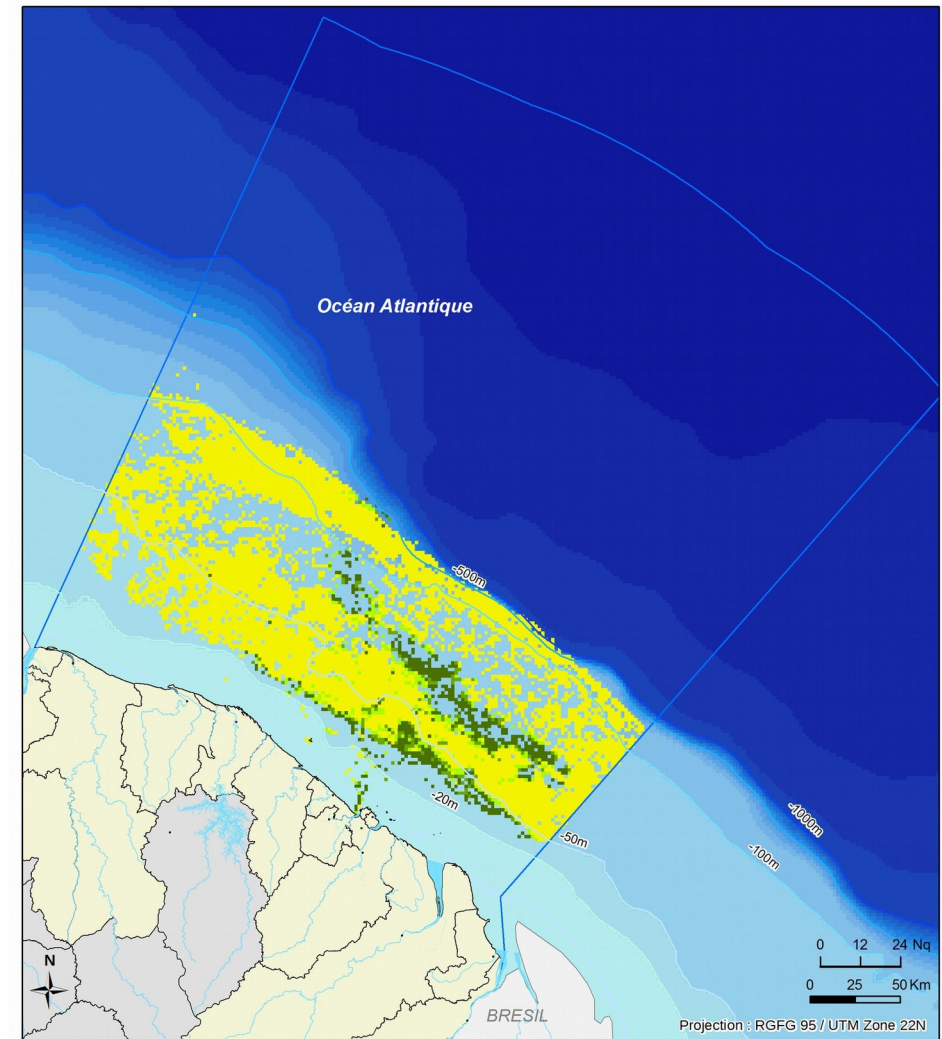 Océan Atlantique
-500m
-20m
-50m
-1000m
-100m
0 12 24 Nq
N
0 25 50 Km
BRESIL
Projection : RGFG 95 / UTM Zone 22N